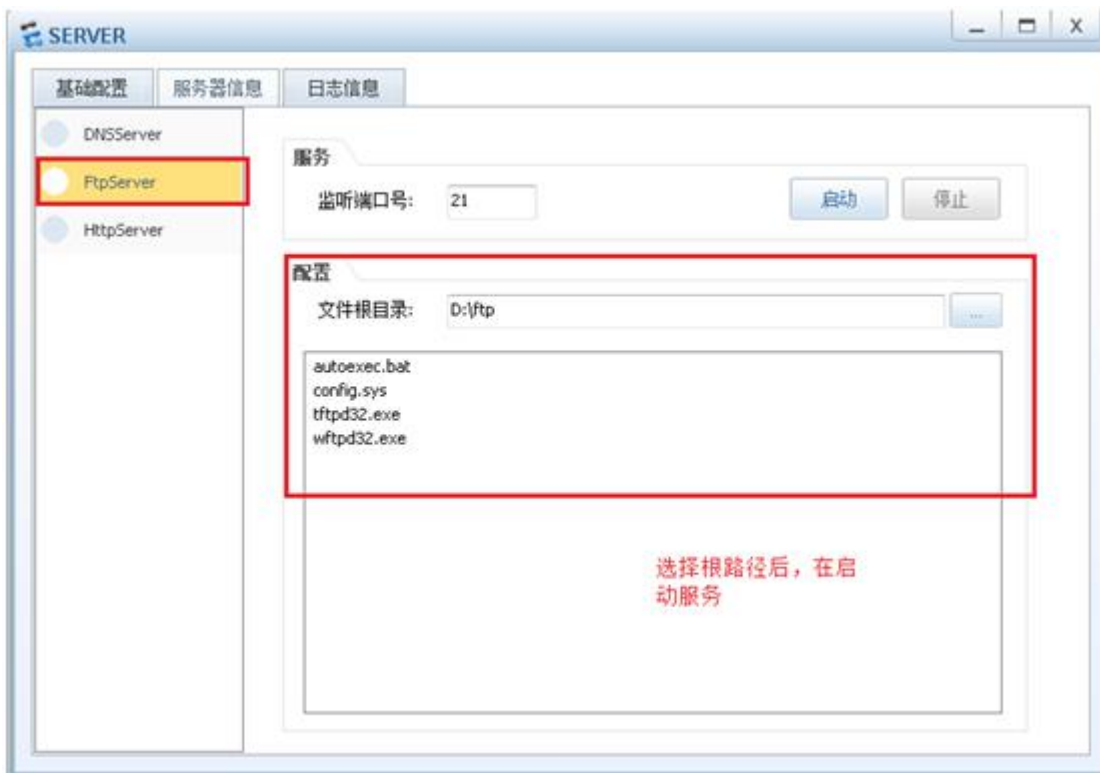 SERVER
基础配置 服务器信息 日志信息
DNSServer
FtpServer
HttpServer
服务
监听端口号: 21 启动 停止
配置
文件根目录: D:\ftp ...
autoexec.bat
config.sys
tftpd32.exe
wftpd32.exe
选择根路径后，在启
动服务